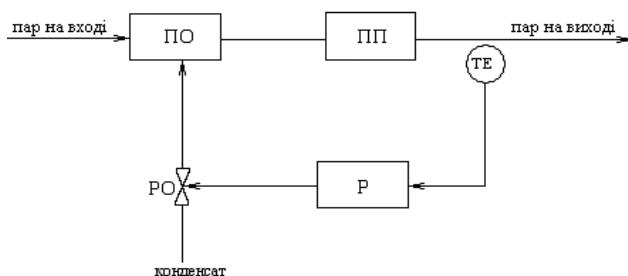 пар на вході
ПО
ПП
пар на виході
ТЕ
РО
Р
конденсат